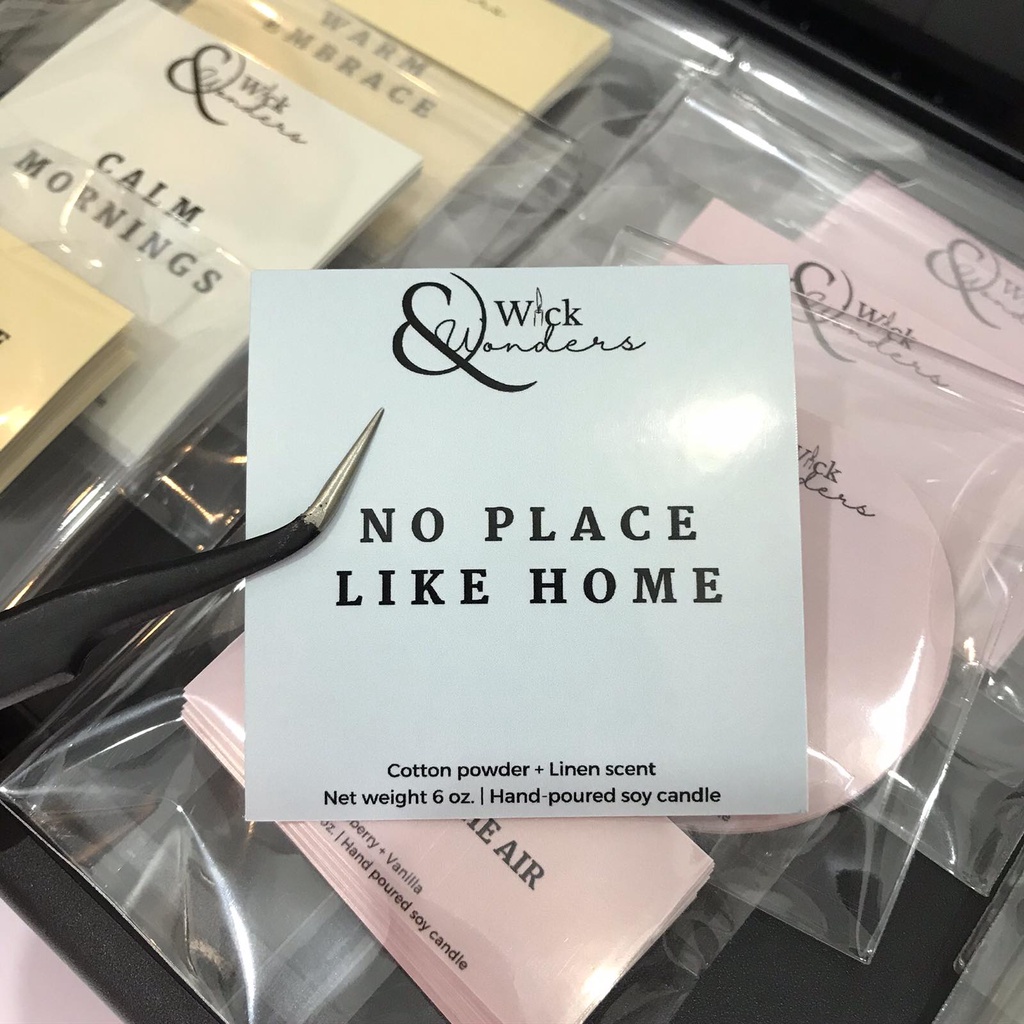 WARM
EMBRACE
Wick
& Wonders
CALM
MORNINGS
Wick
& Wonders
NO PLACE
LIKE HOME
Cotton powder + Linen scent
Net weight 6 oz. | Hand-poured soy candle
& Wick
Wonders
Wick
AIR
+ Vanilla
oz. | Hand poured soy candle